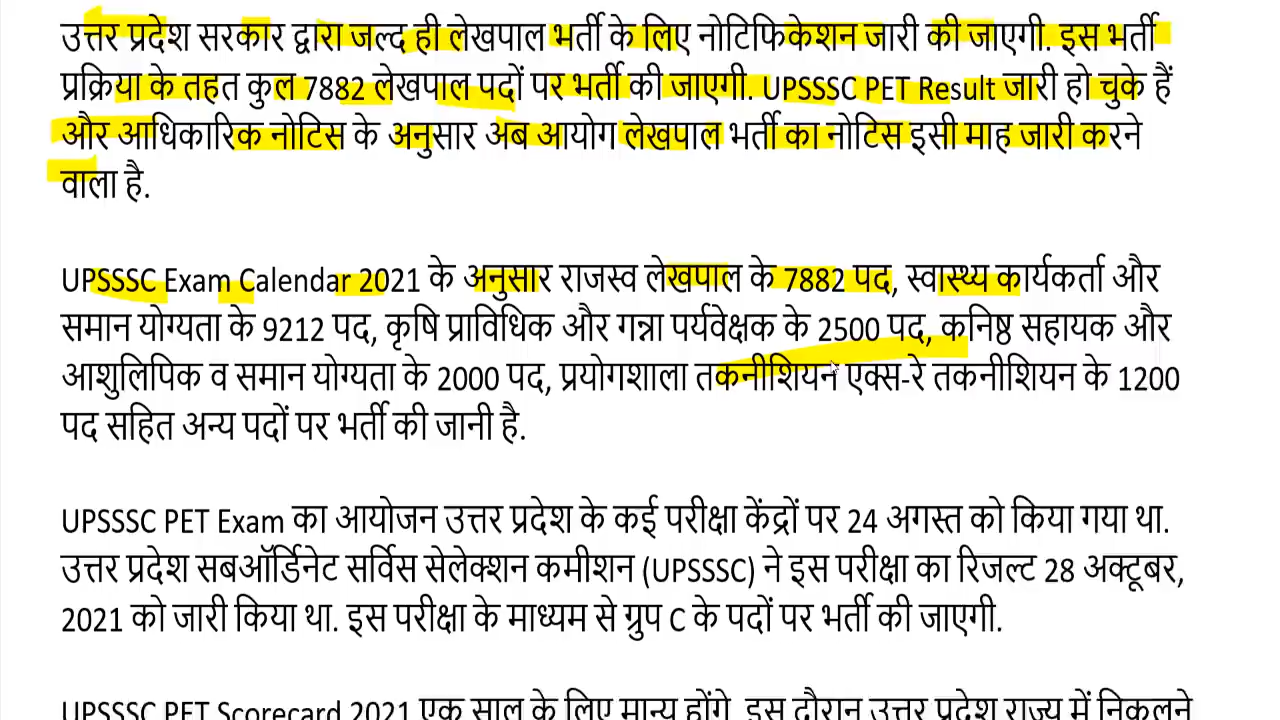 उत्तर प्रदेश सरकार द्वारा जल्द ही लेखपाल भर्ती के लिए नोटिफिकेशन जारी की जाएगी. इस भर्ती
प्रक्रिया के तहत कुल 7882 लेखपाल पदों पर भर्ती की जाएगी. UPSSSC PET Result जारी हो चुके हैं
और आधिकारिक नोटिस के अनुसार अब आयोग लेखपाल भर्ती का नोटिस इसी माह जारी करने
वाला है.
UPSSSC Exam Calendar 2021 के अनुसार राजस्व लेखपाल के 7882 पद, स्वास्थ्य कार्यकर्ता और
समान योग्यता के 9212 पद, कृषि प्राविधिक और गन्ना पर्यवेक्षक के 2500 पद, कनिष्ठ सहायक और
आशुलिपिक व समान योग्यता के 2000 पद, प्रयोगशाला तकनीशियन एक्स-रे तकनीशियन के 1200
पद सहित अन्य पदों पर भर्ती की जानी है.
UPSSSC PET Exam का आयोजन उत्तर प्रदेश के कई परीक्षा केंद्रों पर 24 अगस्त को किया गया था.
उत्तर प्रदेश सबऑर्डिनेट सर्विस सेलेक्शन कमीशन (UPSSSC) ने इस परीक्षा का रिजल्ट 28 अक्टूबर,
2021 को जारी किया था. इस परीक्षा के माध्यम से ग्रुप C के पदों पर भर्ती की जाएगी.
UPSSSC PET Scorecard 2021 एक साल के लिए मान्य होंगे. इस दौरान उत्तर प्रदेश राज्य में निकलने